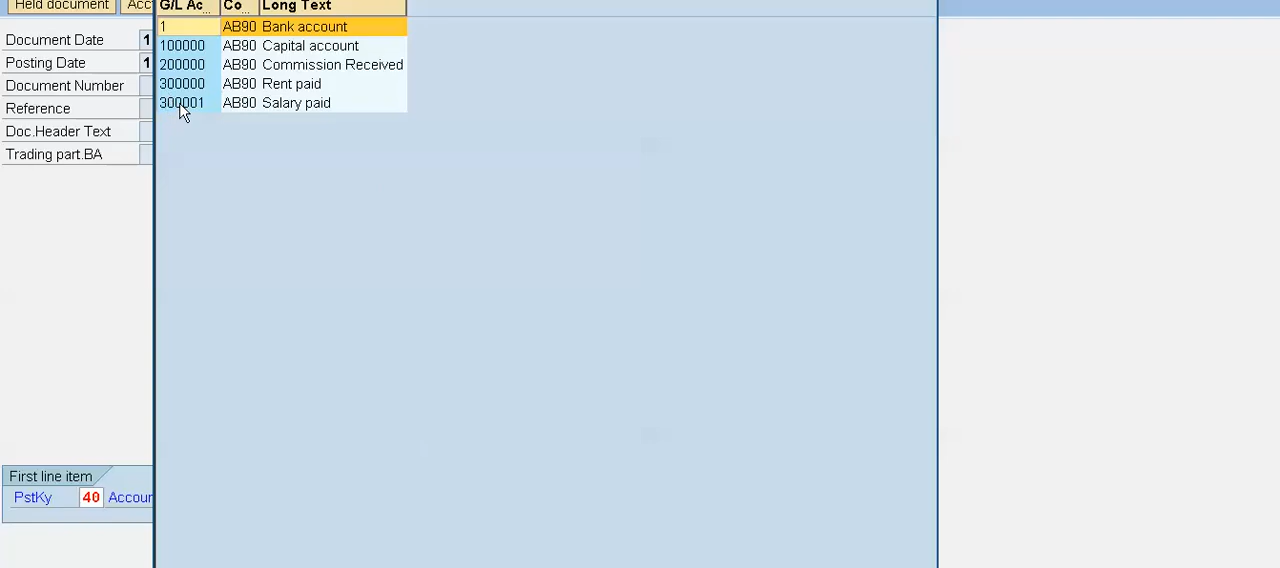 Held document Acc
G/L Ac... Co... Long Text
1 AB90 Bank account
100000 AB90 Capital account
200000 AB90 Commission Received
300000 AB90 Rent paid
300001 AB90 Salary paid
Document Date 1
Posting Date 1
Document Number
Reference
Doc.Header Text
Trading part.BA
First line item
PstKy 40 Accoun